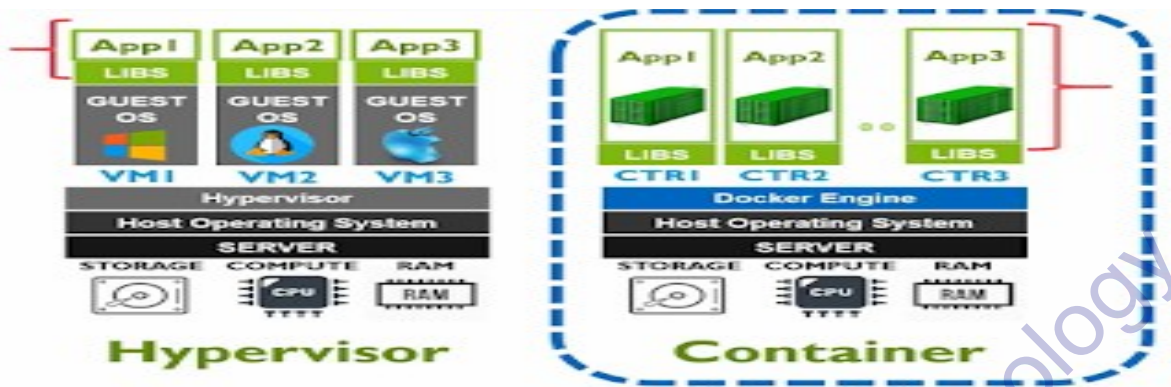 App1 App2 App3
LIBS LIBS LIBS
GUEST OS GUEST OS GUEST OS
VM1 VM2 VM3
Hypervisor
Host Operating System
SERVER
STORAGE COMPUTE RAM
CPU RAM
Hypervisor
App1 App2 App3
LIBS LIBS LIBS
CTR1 CTR2 CTR3
Docker Engine
Host Operating System
SERVER
STORAGE COMPUTE RAM
CPU RAM
Container
ology